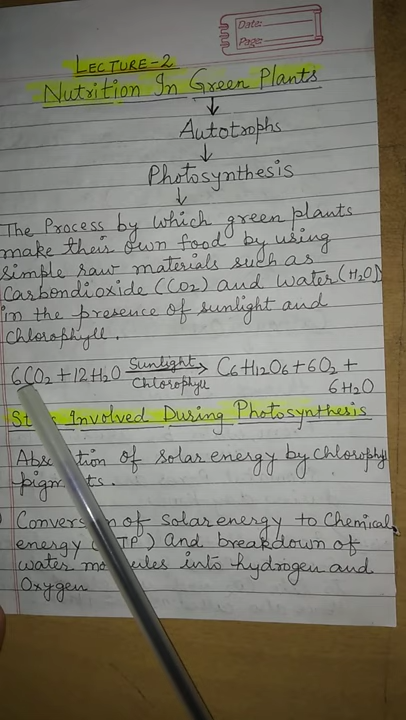 Date:
Page:
LECTURE-2
Nutrition In Green Plants
Autotrophs
Photosynthesis
The Process by which green plants
make their own food by using
simple raw materials such as
Carbondioxide (CO2) and Water (H2O)
in the presence of sunlight and
Chlorophyll.
6CO2 + 12H2O Sunlight Chlorophyll C6H12O6 + 6O2 +
6H2O
Involved During Photosynthesis
of solar energy by chlorophyll
Conversion of solar energy to Chemical
energy and breakdown of
water molecules into hydrogen and
Oxygen